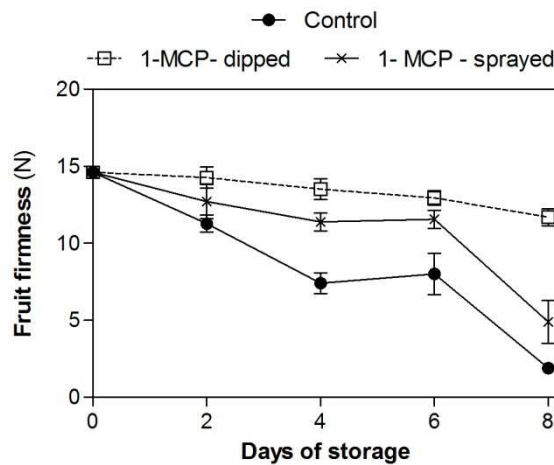 Control
1-MCP- dipped 1- MCP - sprayed
20
15
10
5
0
Fruit firmness (N)
0 2 4 6 8
Days of storage